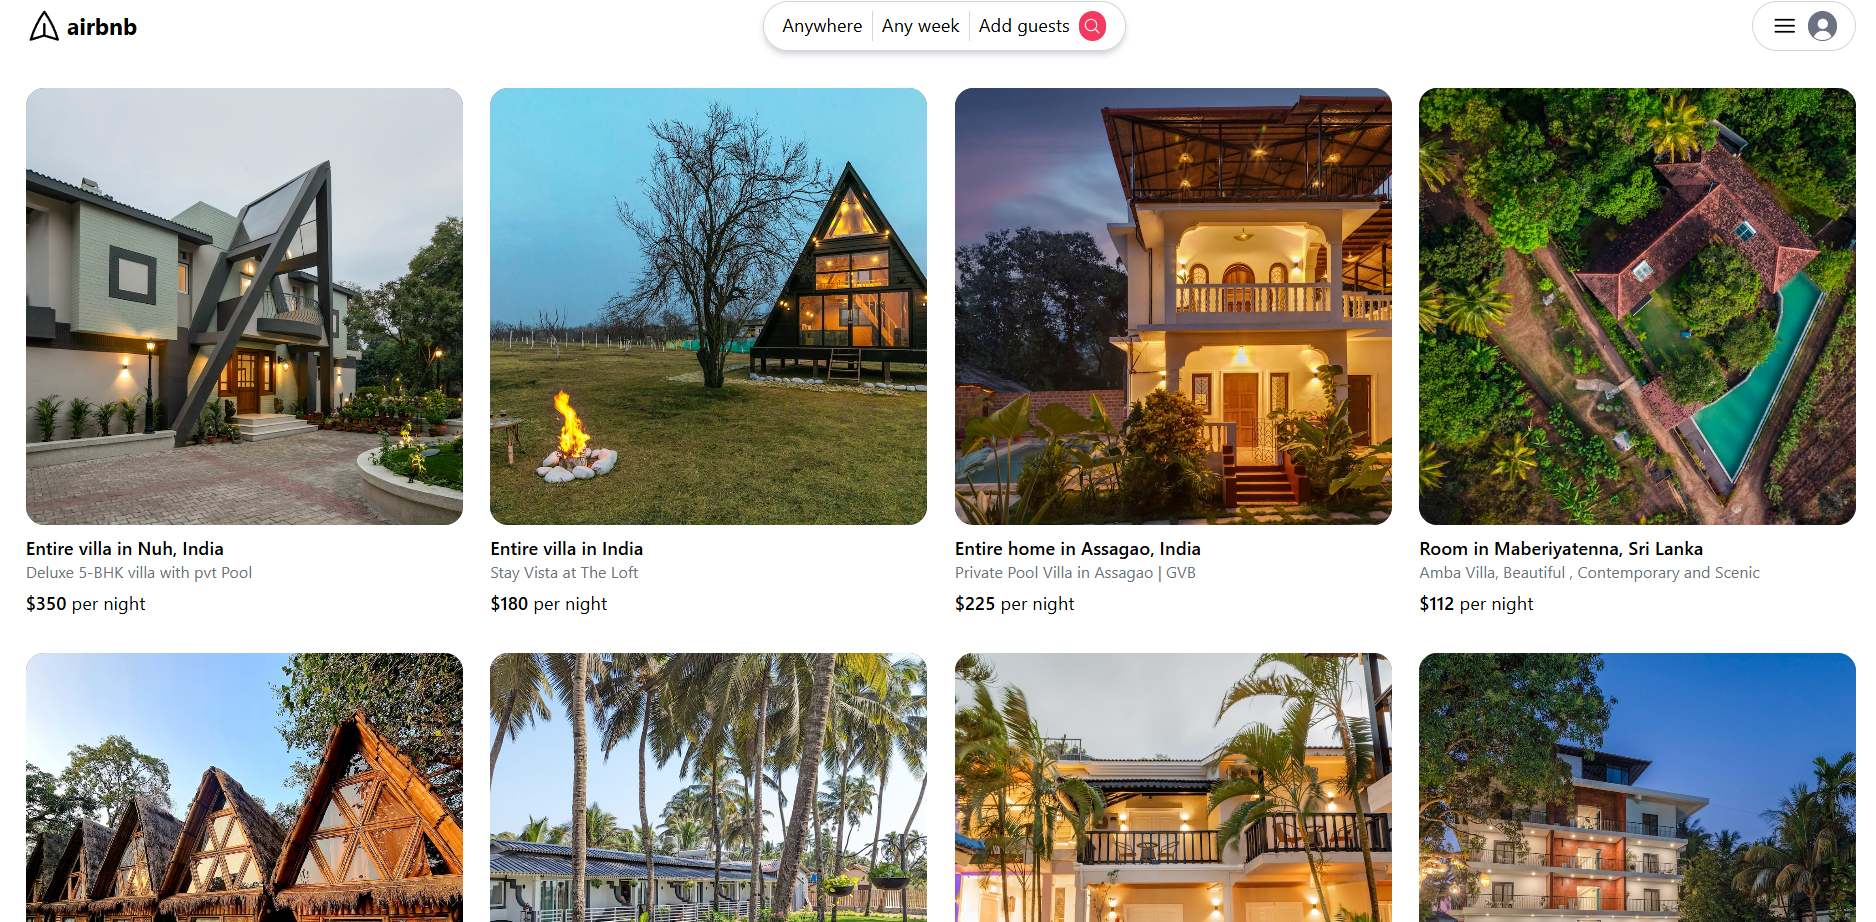 airbnb
Anywhere
Any week
Add guests
Entire villa in Nuh, India
Deluxe 5-BHK villa with pvt Pool
$350 per night
Entire villa in India
Stay Vista at The Loft
$180 per night
Entire home in Assagao, India
Private Pool Villa in Assagao | GVB
$225 per night
Room in Maberiyatenna, Sri Lanka
Amba Villa, Beautiful , Contemporary and Scenic
$112 per night